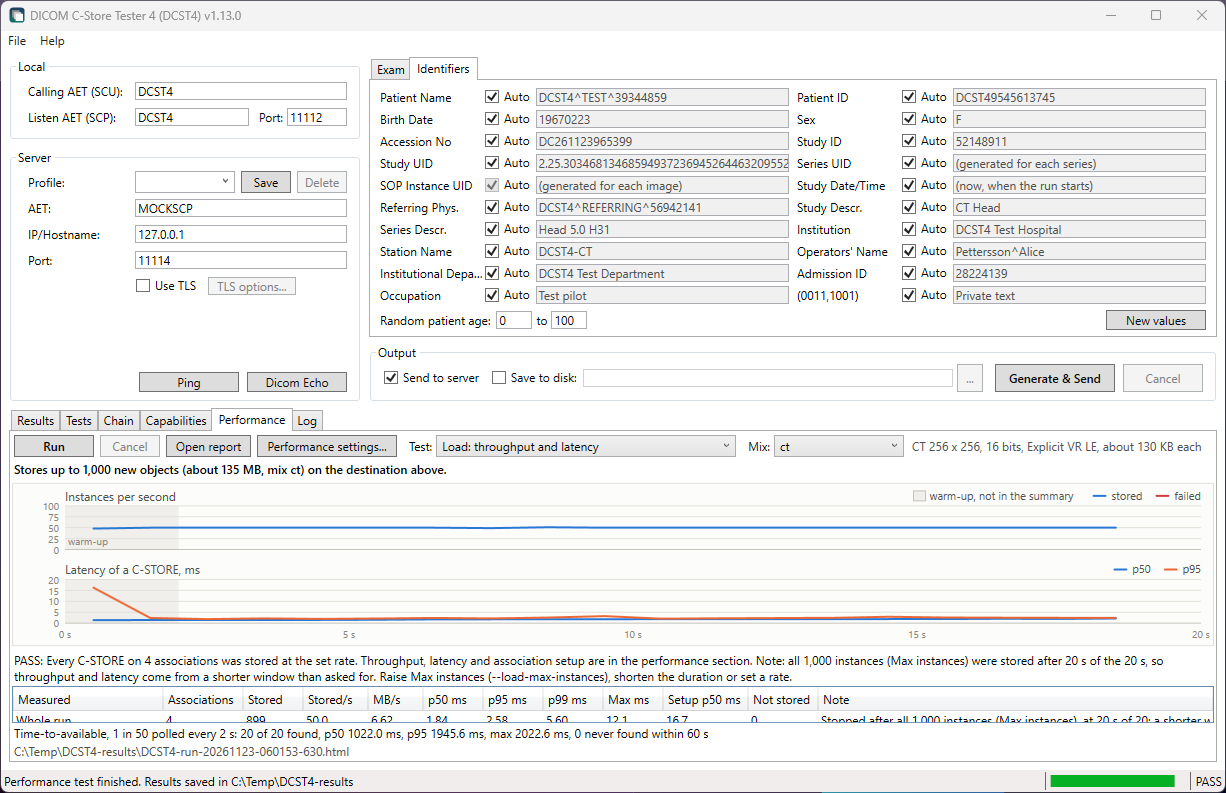 DICOM C-Store Tester 4 (DCST4) v1.13.0
File Help
Local
Calling AET (SCU): DCST4
Listen AET (SCP): DCST4 Port: 11112
Server
Profile: Save Delete
AET: MOCKSCP
IP/Hostname: 127.0.0.1
Port: 11114
Use TLS TLS options...
Ping Dicom Echo
Exam Identifiers
Patient Name Auto DCST4^TEST^39344859 Patient ID Auto DCST49545613745
Birth Date Auto 19670223 Sex Auto F
Accession No Auto DC261123965399 Study ID Auto 52148911
Study UID Auto 2.25.30346813468594937236945264463209552 Series UID Auto (generated for each series)
SOP Instance UID Auto (generated for each image) Study Date/Time Auto (now, when the run starts)
Referring Phys. Auto DCST4^REFERRING^56942141 Study Descr. Auto CT Head
Series Descr. Auto Head 5.0 H31 Institution Auto DCST4 Test Hospital
Station Name Auto DCST4-CT Operators' Name Auto Pettersson^Alice
Institutional Depa... Auto DCST4 Test Department Admission ID Auto 28224139
Occupation Auto Test pilot (0011,1001) Auto Private text
Random patient age: 0 to 100 New values
Output
Send to server Save to disk: ... Generate & Send Cancel
Results Tests Chain Capabilities Performance Log
Run Cancel Open report Performance settings... Test: Load: throughput and latency Mix: ct CT 256 x 256, 16 bits, Explicit VR LE, about 130 KB each
Stores up to 1,000 new objects (about 135 MB, mix ct) on the destination above.
Instances per second warm-up, not in the summary stored failed
100
75
50
25
0
warm-up
Latency of a C-STORE, ms p50 p95
20
15
10
5
0
0 s 5 s 10 s 15 s 20 s
PASS: Every C-STORE on 4 associations was stored at the set rate. Throughput, latency and association setup are in the performance section. Note: all 1,000 instances (Max instances) were stored after 20 s of the 20 s, so
throughput and latency come from a shorter window than asked for. Raise Max instances (--load-max-instances), shorten the duration or set a rate.
Measured Associations Stored Stored/s MB/s p50 ms p95 ms p99 ms Max ms Setup p50 ms Not stored Note
Whole run 4 899 50.0 6.62 1.84 2.58 5.60 12.1 16.7 0 Stopped after all 1,000 instances (Max instances), at 20 s of 20: a shorter w
Time-to-available, 1 in 50 polled every 2 s: 20 of 20 found, p50 1022.0 ms, p95 1945.6 ms, max 2022.6 ms, 0 never found within 60 s
C:\Temp\DCST4-results\DCST4-run-20261123-060153-630.html
Performance test finished. Results saved in C:\Temp\DCST4-results PASS